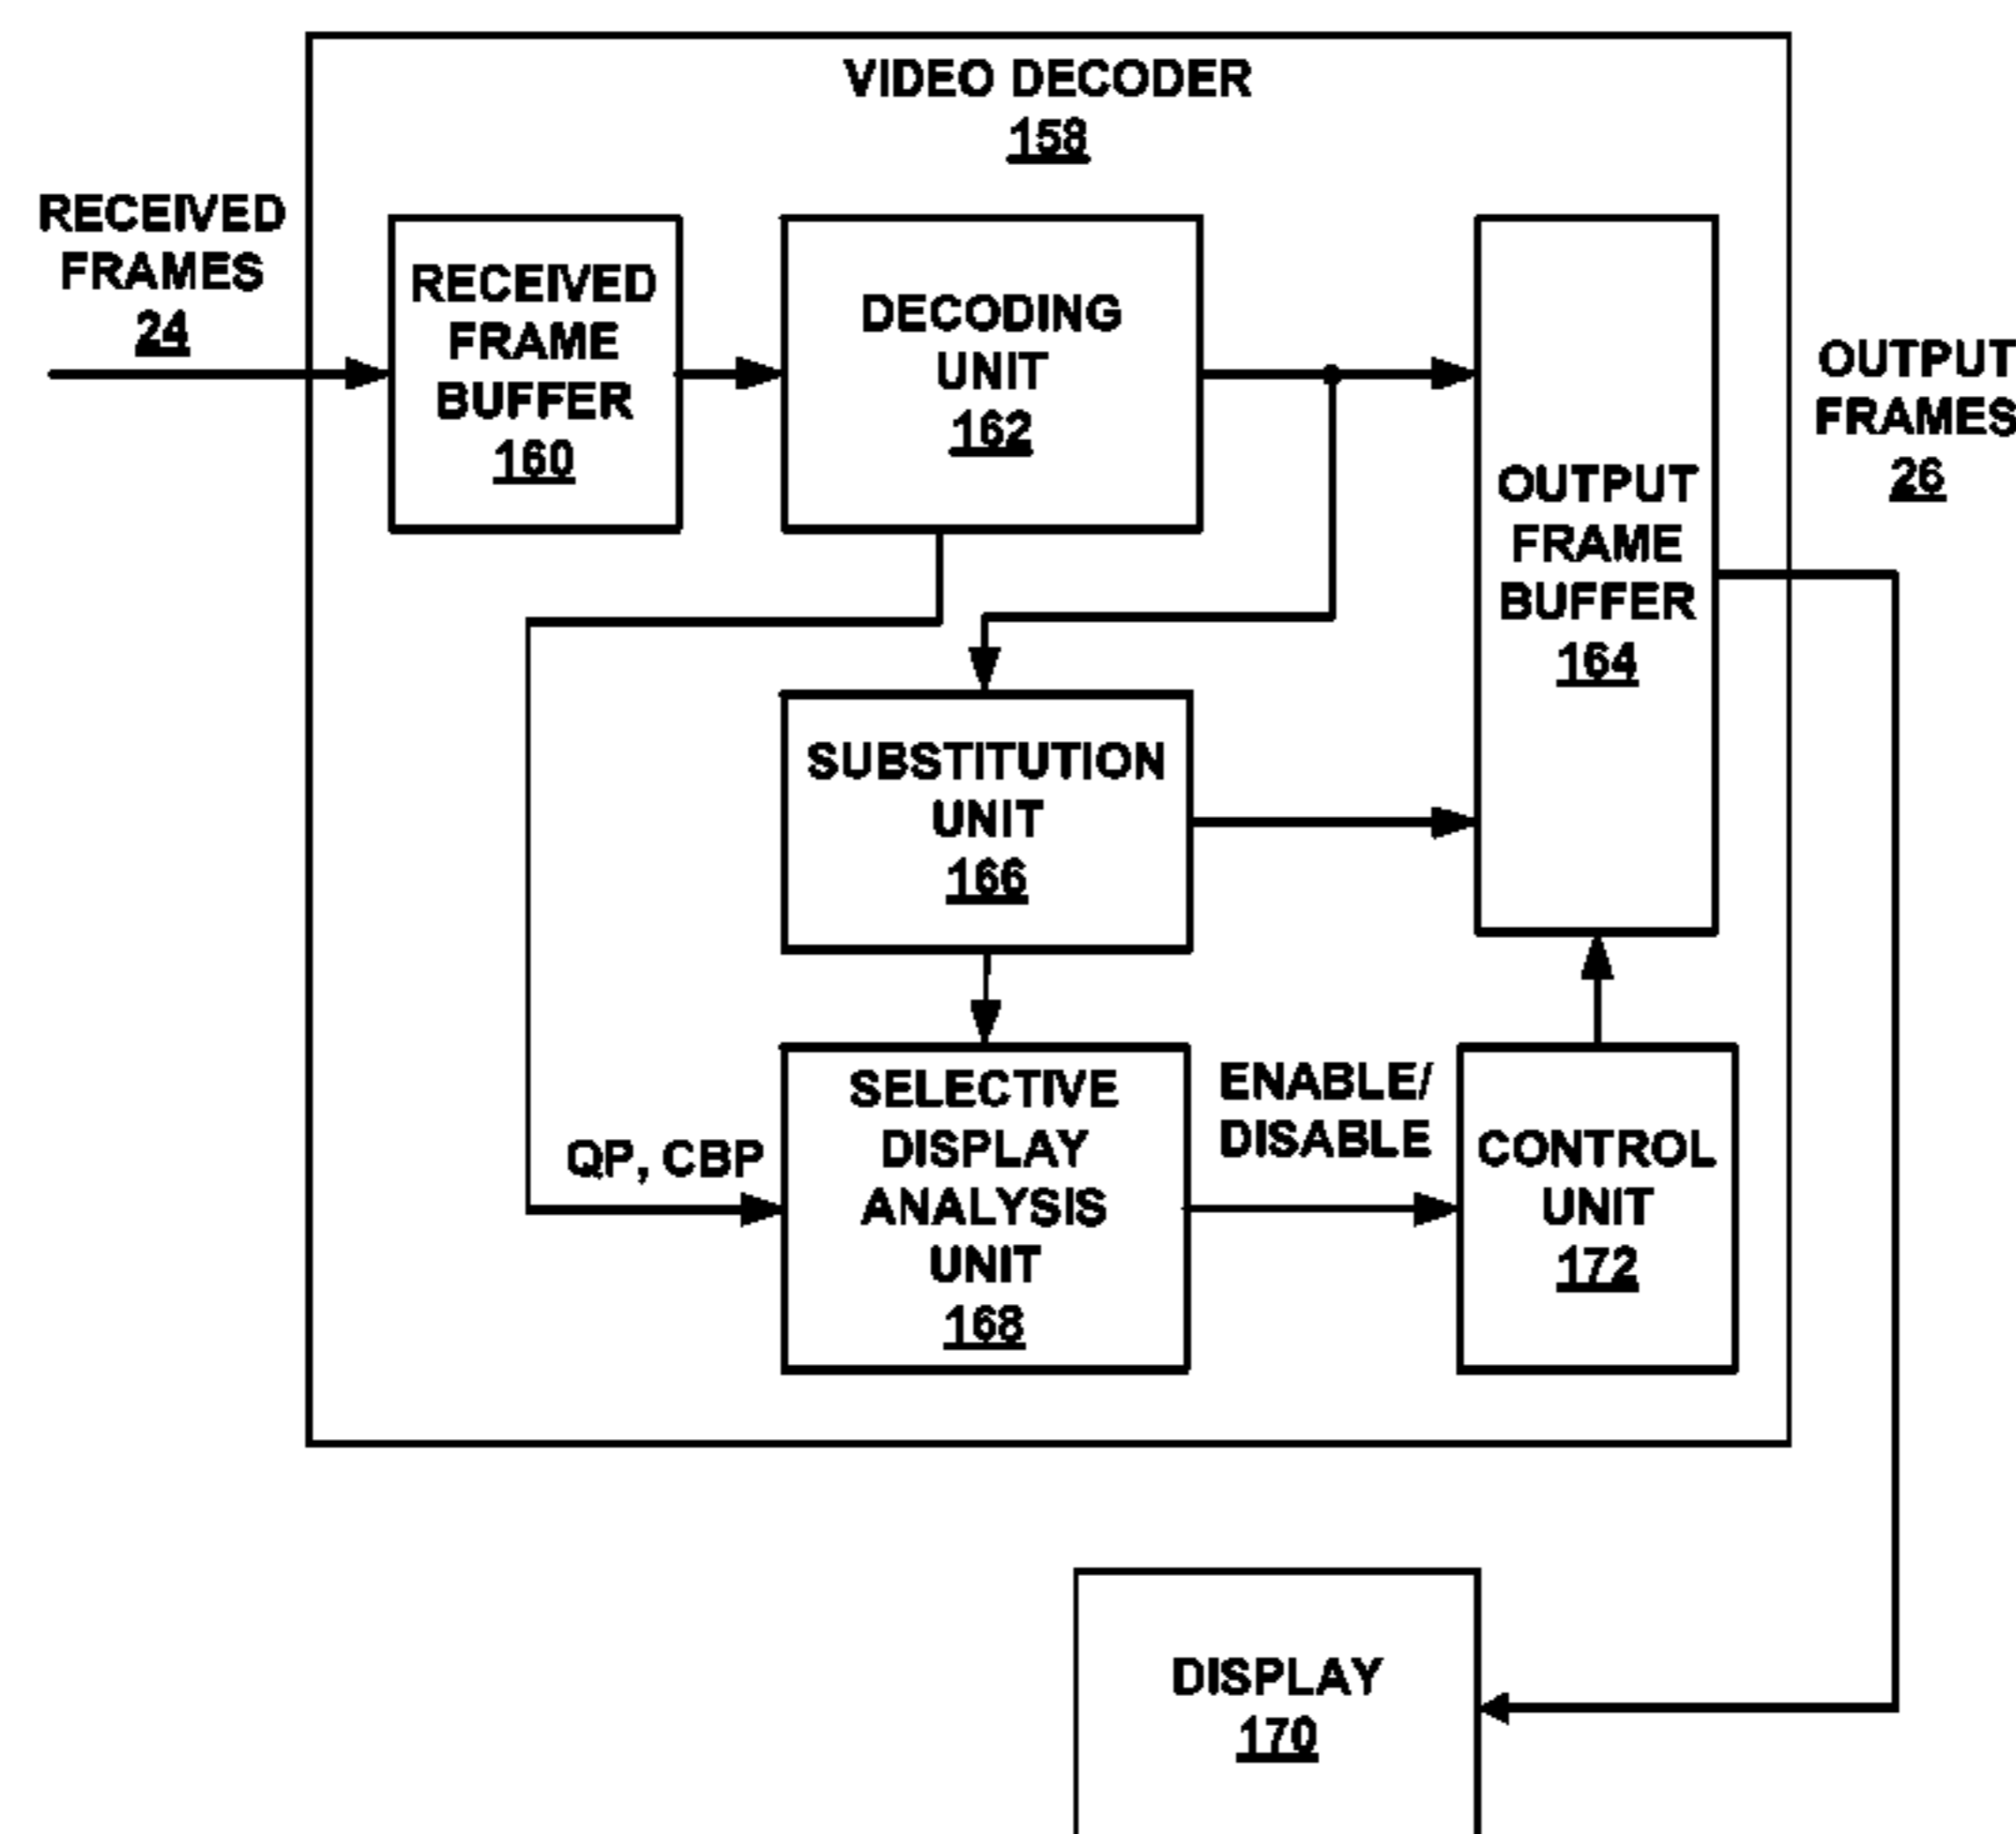 VIDEO DECODER
158
RECEIVED
FRAMES
24
RECEIVED
FRAME
BUFFER
160
DECODING
UNIT
162
OUTPUT
FRAME
BUFFER
164
OUTPUT
FRAMES
26
SUBSTITUTION
UNIT
166
QP, CBP
SELECTIVE
DISPLAY
ANALYSIS
UNIT
168
ENABLE/
DISABLE
CONTROL
UNIT
172
DISPLAY
170